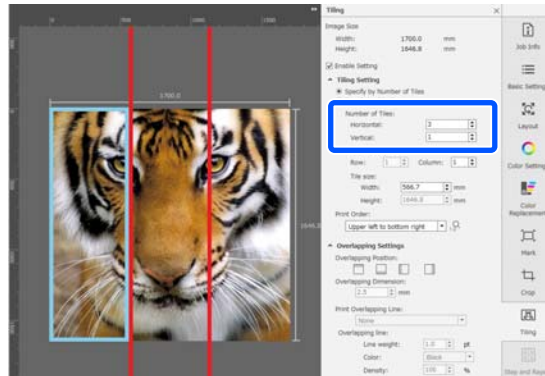 Tiling
Image Size
Width: 1700.0 mm
Height: 1646.8 mm
Enable Setting
Tiling Setting
Specify by Number of Tiles
Number of Tiles:
Horizontal: 3
Vertical: 1
Row: 1 Column: 1
Tile size:
Width: 566.7 mm
Height: 1646.8 mm
Print Order:
Upper left to bottom right
Overlapping Settings
Overlapping Position:
Overlapping Dimension:
2.5 mm
Print Overlapping Line:
None
Overlapping line:
Line weight: 1.0 pt
Color: Black
Density: 100 %
Job Info
Basic Setting
Layout
Color Setting
Color
Replacement
Mark
Crop
Tiling
Step and Repeat
0 500 1000 1500
1700.0
1646.8